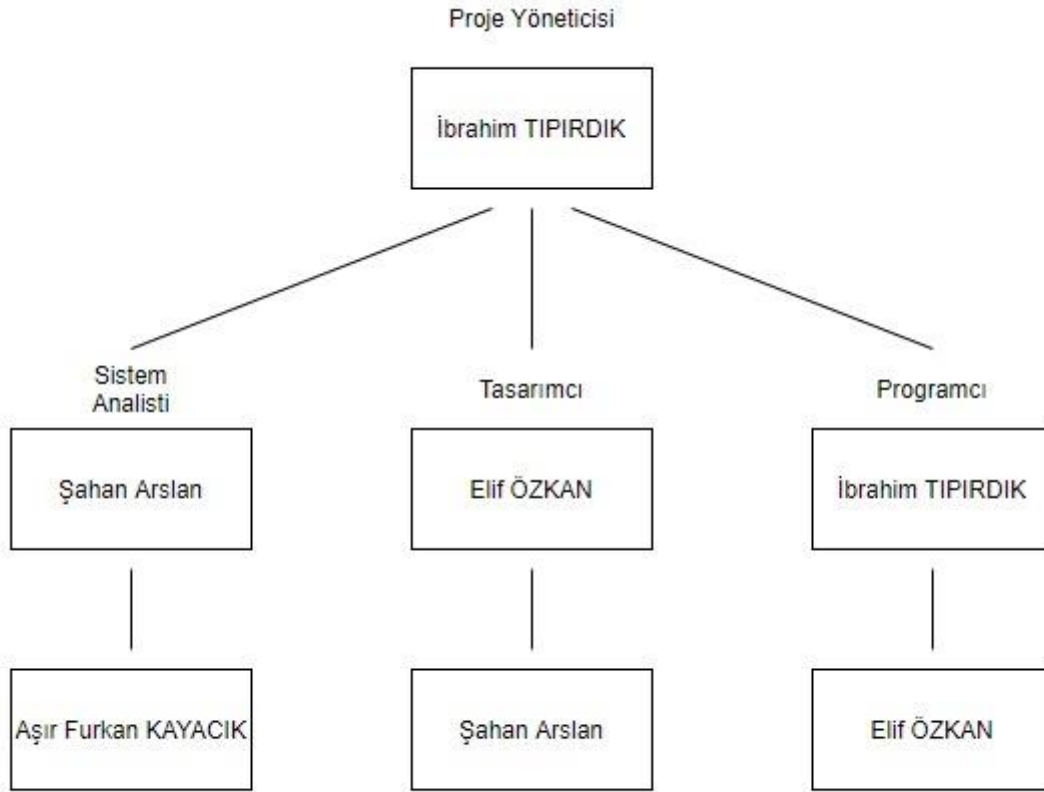 Proje Yöneticisi
İbrahim TIPIRDIK
Sistem
Analisti
Tasarımcı
Programcı
Şahan Arslan
Elif ÖZKAN
İbrahim TIPIRDIK
Aşır Furkan KAYACIK
Şahan Arslan
Elif ÖZKAN